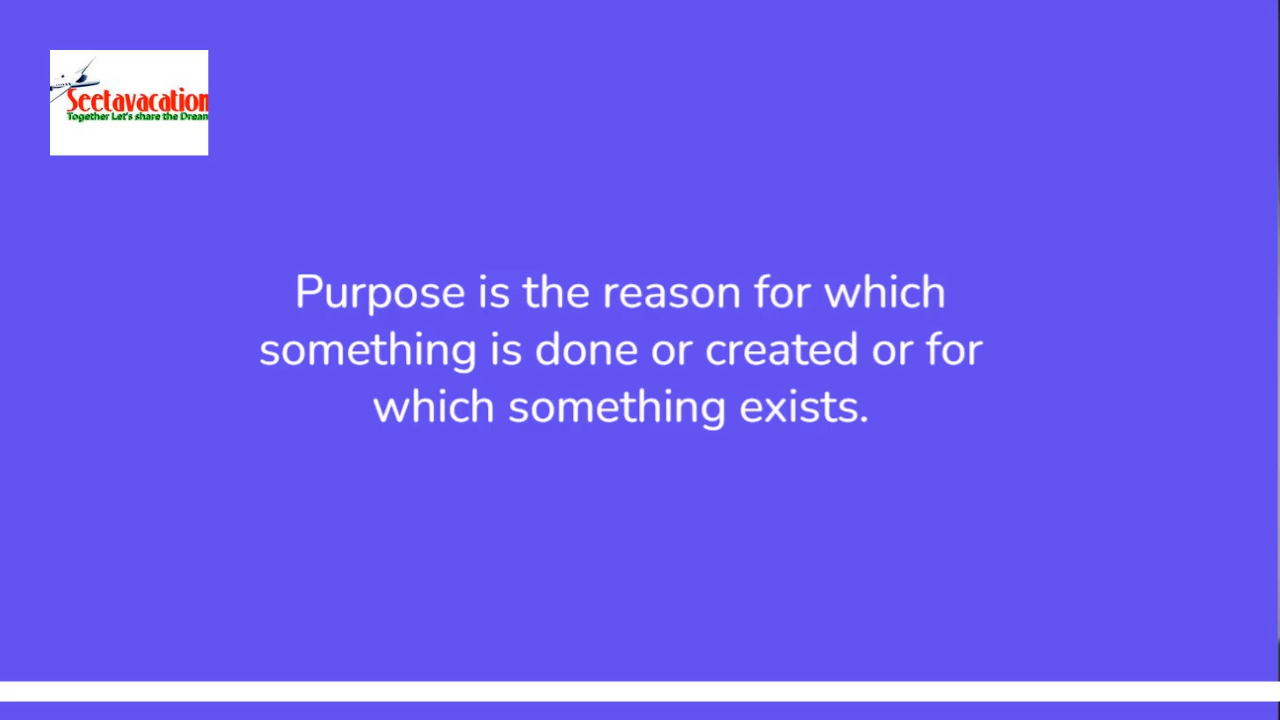 Seetavacation
Together Let's share the Dream
Purpose is the reason for which
something is done or created or for
which something exists.